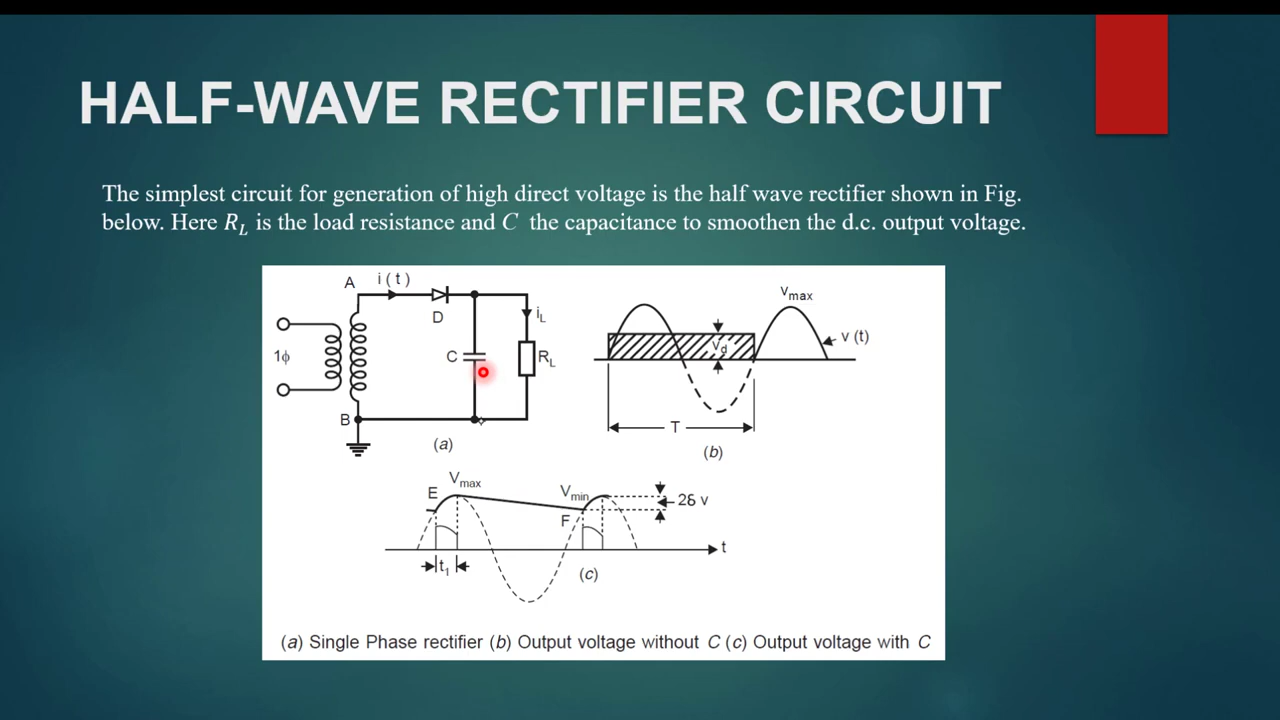 HALF-WAVE RECTIFIER CIRCUIT
The simplest circuit for generation of high direct voltage is the half wave rectifier shown in Fig.
below. Here R_L is the load resistance and C the capacitance to smoothen the d.c. output voltage.
A
i ( t )
D
i_L
1ϕ
C
R_L
B
(a)
V_max
v (t)
V_d
T
(b)
V_max
E
V_min
F
2δ v
t
t_1
(c)
(a) Single Phase rectifier (b) Output voltage without C (c) Output voltage with C